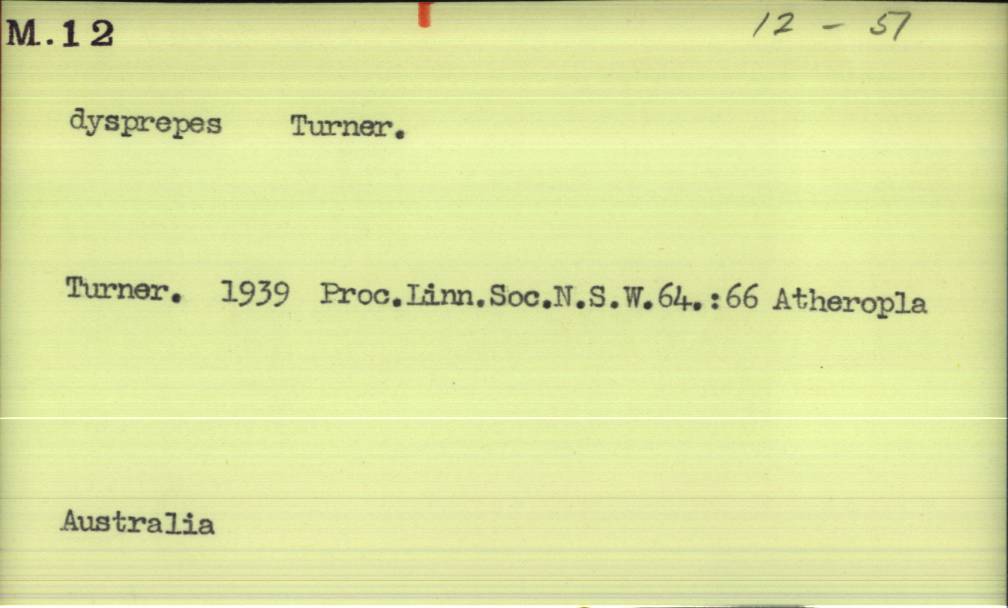 M.12
12 - 57
dysprepes Turner.
Turner. 1939 Proc.Linn.Soc.N.S.W.64.:66 Atheropla
Australia